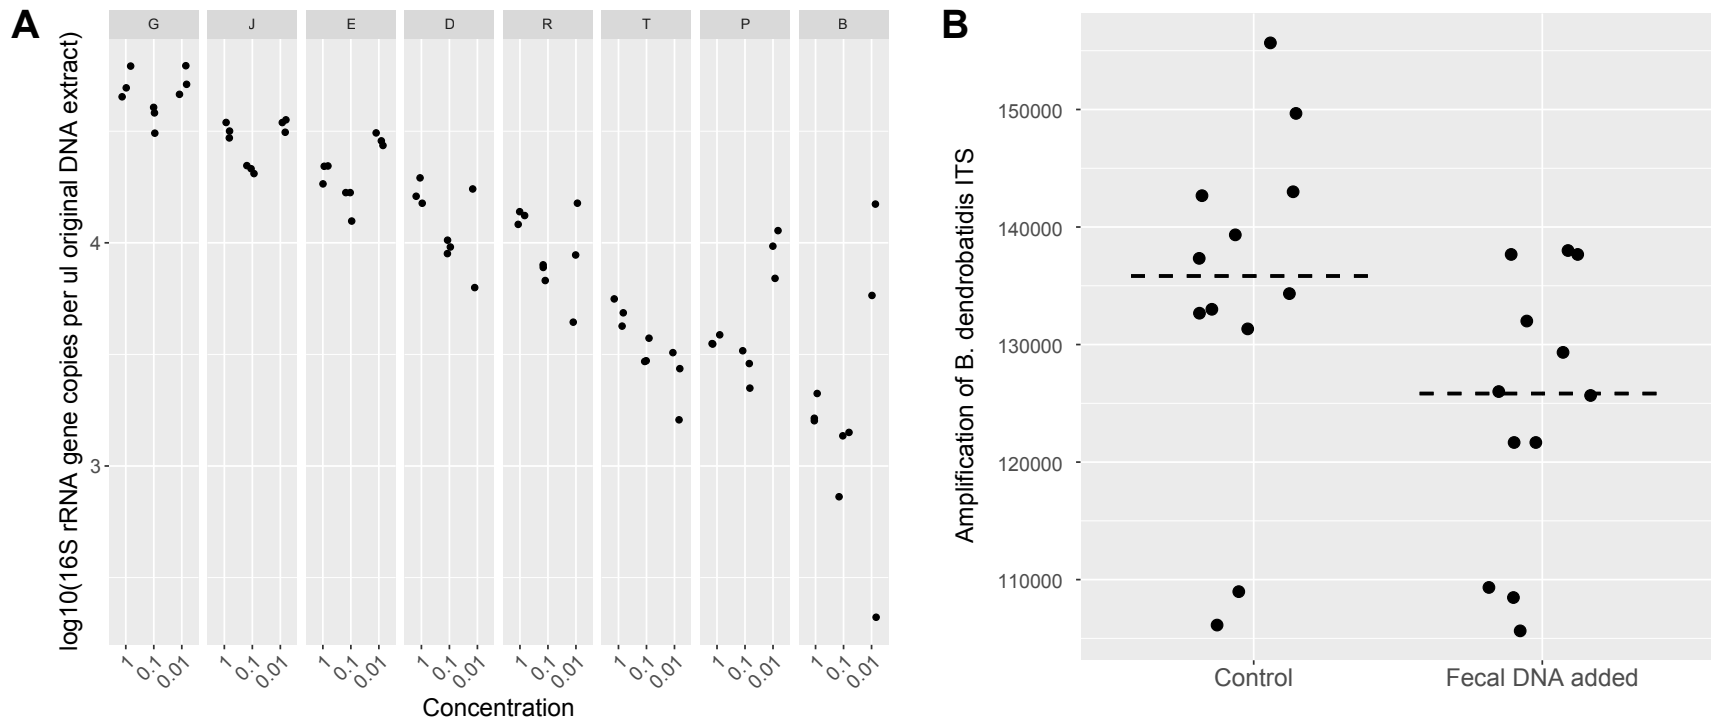 A
G J E D R T P B
log10(16S rRNA gene copies per ul original DNA extract)
4
3
1 0.1 0.01 1 0.1 0.01 1 0.1 0.01 1 0.1 0.01 1 0.1 0.01 1 0.1 0.01 1 0.1 0.01 1 0.1 0.01
Concentration
B
Amplification of B. dendrobatidis ITS
150000
140000
130000
120000
110000
Control Fecal DNA added